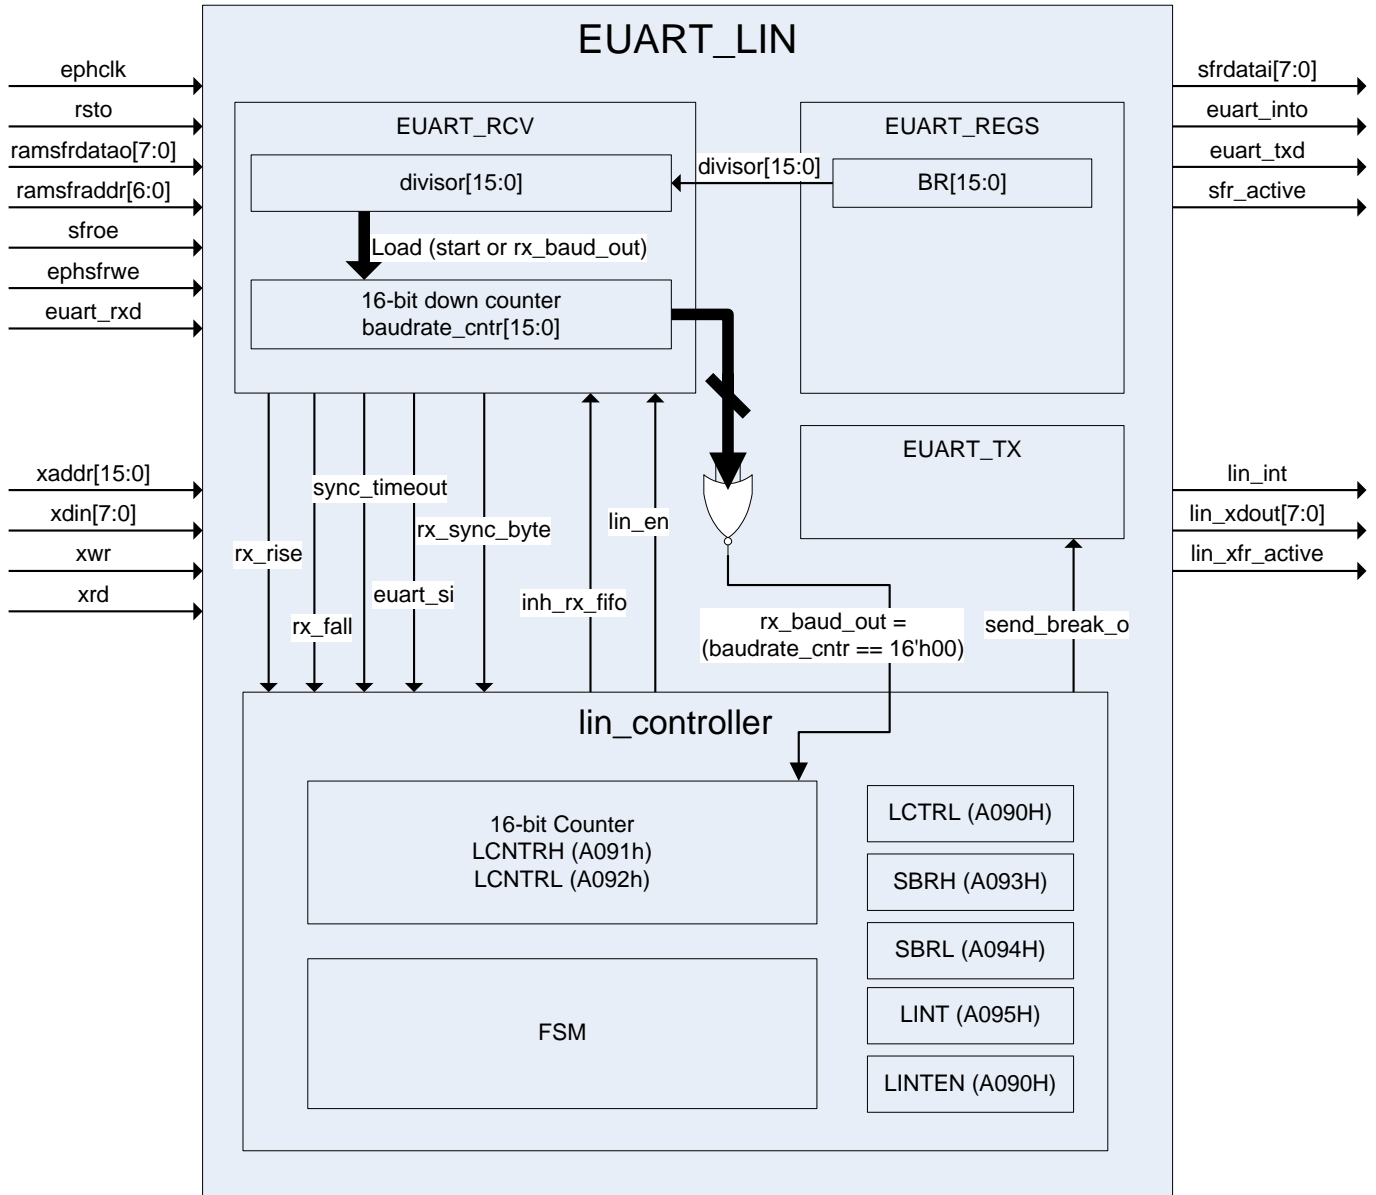 EUART_LIN
ephclk
rsto
ramsfrdatao[7:0]
ramsfraddr[6:0]
sfroe
ephsfrwe
euart_rxd
xaddr[15:0]
xdin[7:0]
xwr
xrd
EUART_RCV
divisor[15:0]
Load (start or rx_baud_out)
16-bit down counter
baudrate_cntr[15:0]
divisor[15:0]
EUART_REGS
BR[15:0]
EUART_TX
sfrdatai[7:0]
euart_into
euart_txd
sfr_active
lin_int
lin_xdout[7:0]
lin_xfr_active
sync_timeout
rx_sync_byte
lin_en
rx_rise
euart_si
inh_rx_fifo
rx_fall
rx_baud_out =
(baudrate_cntr == 16'h00)
send_break_o
lin_controller
16-bit Counter
LCNTRH (A091h)
LCNTRL (A092h)
FSM
LCTRL (A090H)
SBRH (A093H)
SBRL (A094H)
LINT (A095H)
LINTEN (A090H)